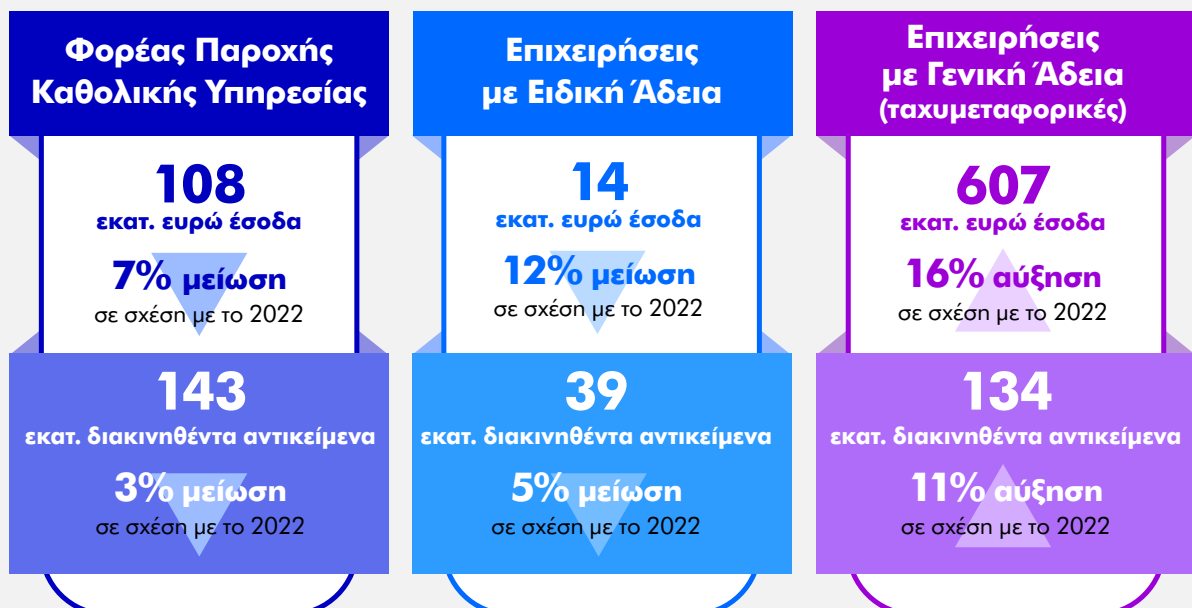 Φορέας Παροχής
Καθολικής Υπηρεσίας
108
εκατ. ευρώ έσοδα
7% μείωση
σε σχέση με το 2022
143
εκατ. διακινηθέντα αντικείμενα
3% μείωση
σε σχέση με το 2022
Επιχειρήσεις
με Ειδική Άδεια
14
εκατ. ευρώ έσοδα
12% μείωση
σε σχέση με το 2022
39
εκατ. διακινηθέντα αντικείμενα
5% μείωση
σε σχέση με το 2022
Επιχειρήσεις
με Γενική Άδεια
(ταχυμεταφορικές)
607
εκατ. ευρώ έσοδα
16% αύξηση
σε σχέση με το 2022
134
εκατ. διακινηθέντα αντικείμενα
11% αύξηση
σε σχέση με το 2022